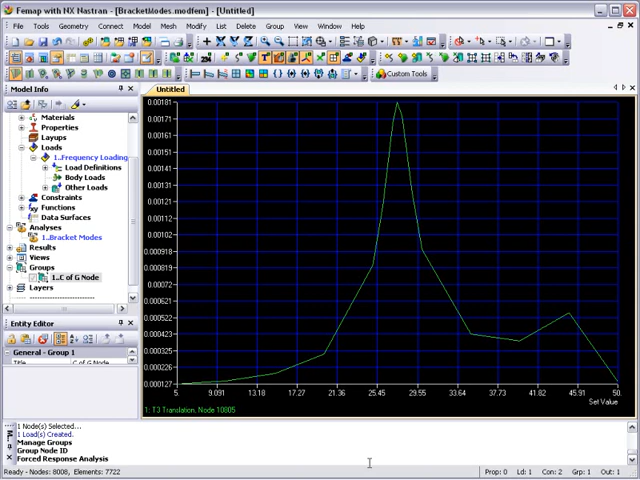 Femap with NX Nastran - [BracketModes.modfem] - [Untitled]
File Tools Geometry Connect Model Mesh Modify List Delete Group View Window Help
Custom Tools
Model Info
Untitled
Materials
Properties
Layups
Loads
1..Frequency Loading
Load Definitions
Body Loads
Other Loads
Constraints
Functions
Data Surfaces
Analyses
1..Bracket Modes
Results
Views
Groups
1..C of G Node
Layers
Entity Editor
General - Group 1
Title C of G Node
0.00181
0.00171
0.00161
0.00151
0.00141
0.00131
0.00121
0.00112
0.00102
0.000918
0.000819
0.00072
0.000621
0.000522
0.000423
0.000325
0.000226
0.000127
5. 9.091 13.18 17.27 21.36 25.45 29.55 33.64 37.73 41.82 45.91 50.
Set Value
1: T3 Translation, Node 10805
1 Node(s) Selected...
1 Load(s) Created.
Manage Groups
Group Node ID
Forced Response Analysis
Ready - Nodes: 8008, Elements: 7722
Prop: 0 Ld: 1 Con: 2 Grp: 1 Out: 1